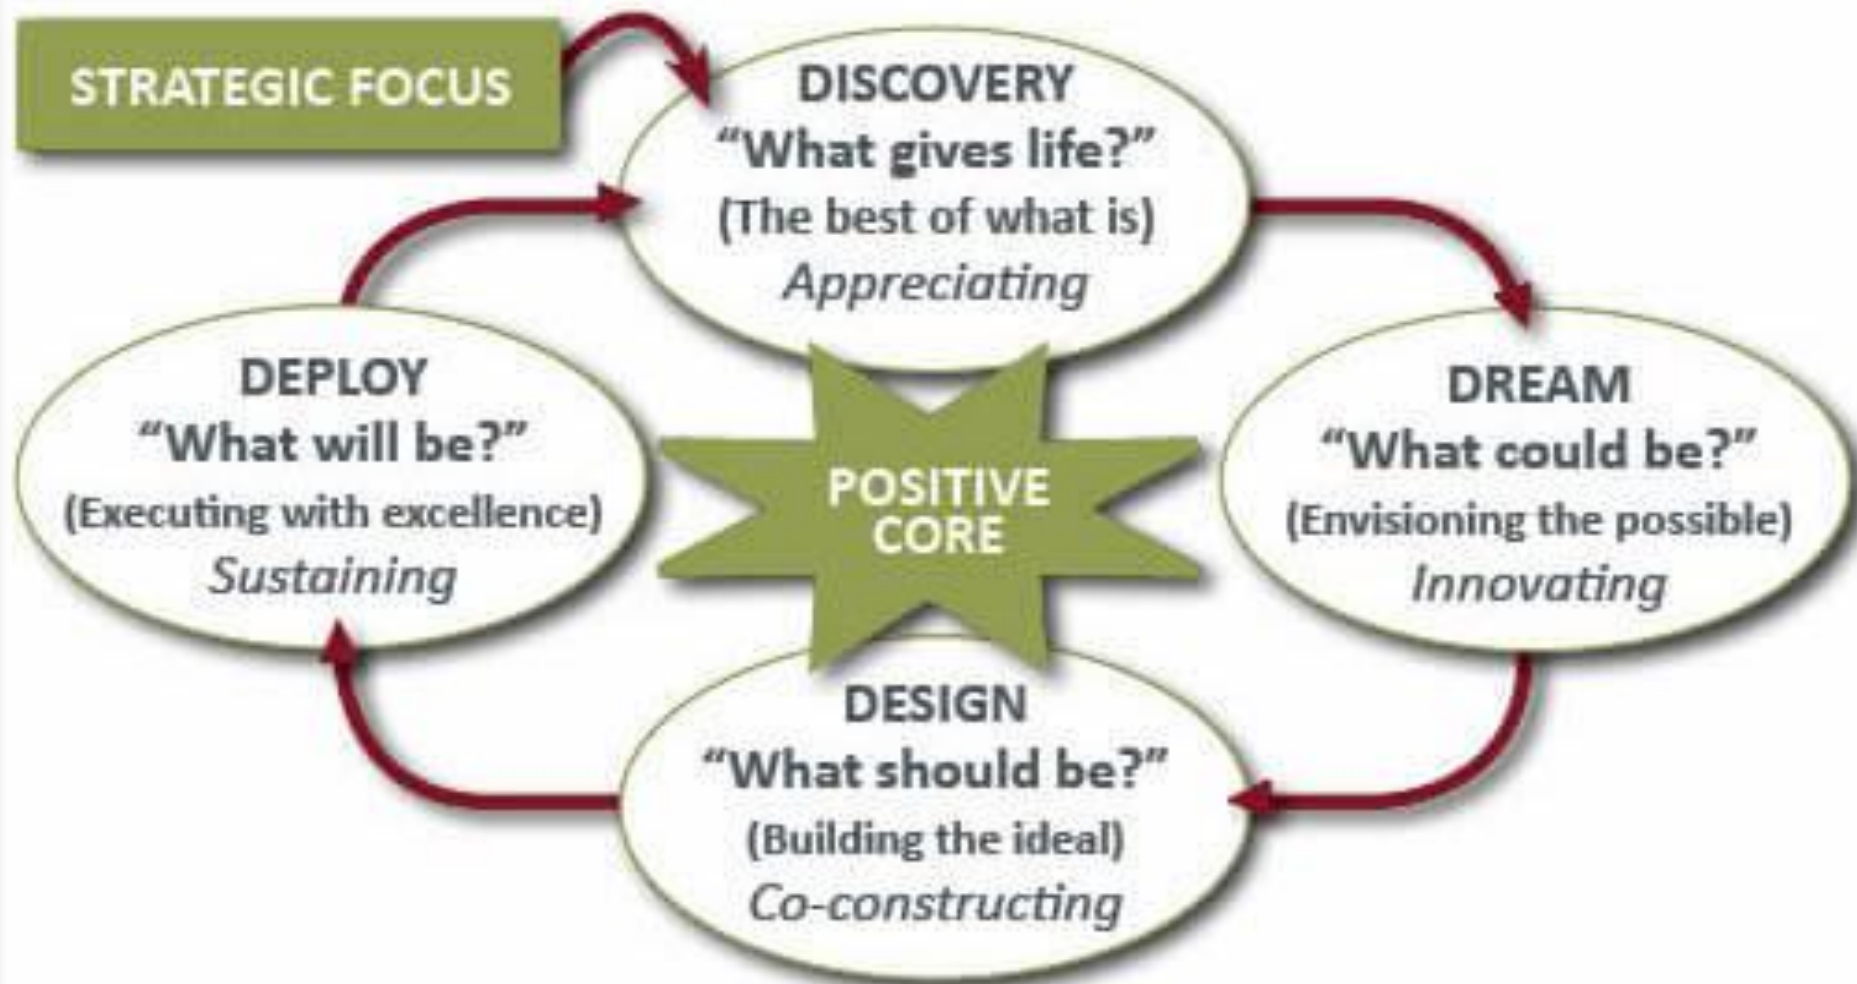 STRATEGIC FOCUS
DISCOVERY
“What gives life?”
(The best of what is)
Appreciating
DREAM
“What could be?”
(Envisioning the possible)
Innovating
DESIGN
“What should be?”
(Building the ideal)
Co-constructing
DEPLOY
“What will be?”
(Executing with excellence)
Sustaining
POSITIVE
CORE